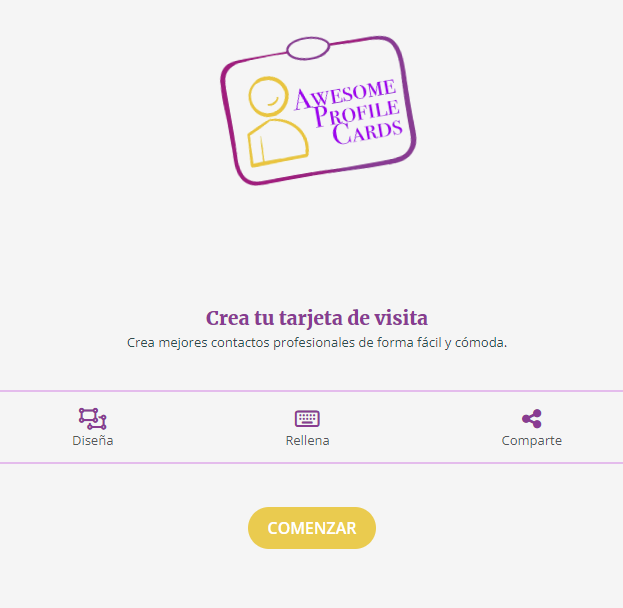 AWESOME
PROFILE
CARDS
Crea tu tarjeta de visita
Crea mejores contactos profesionales de forma fácil y cómoda.
Diseña
Rellena
Comparte
COMENZAR